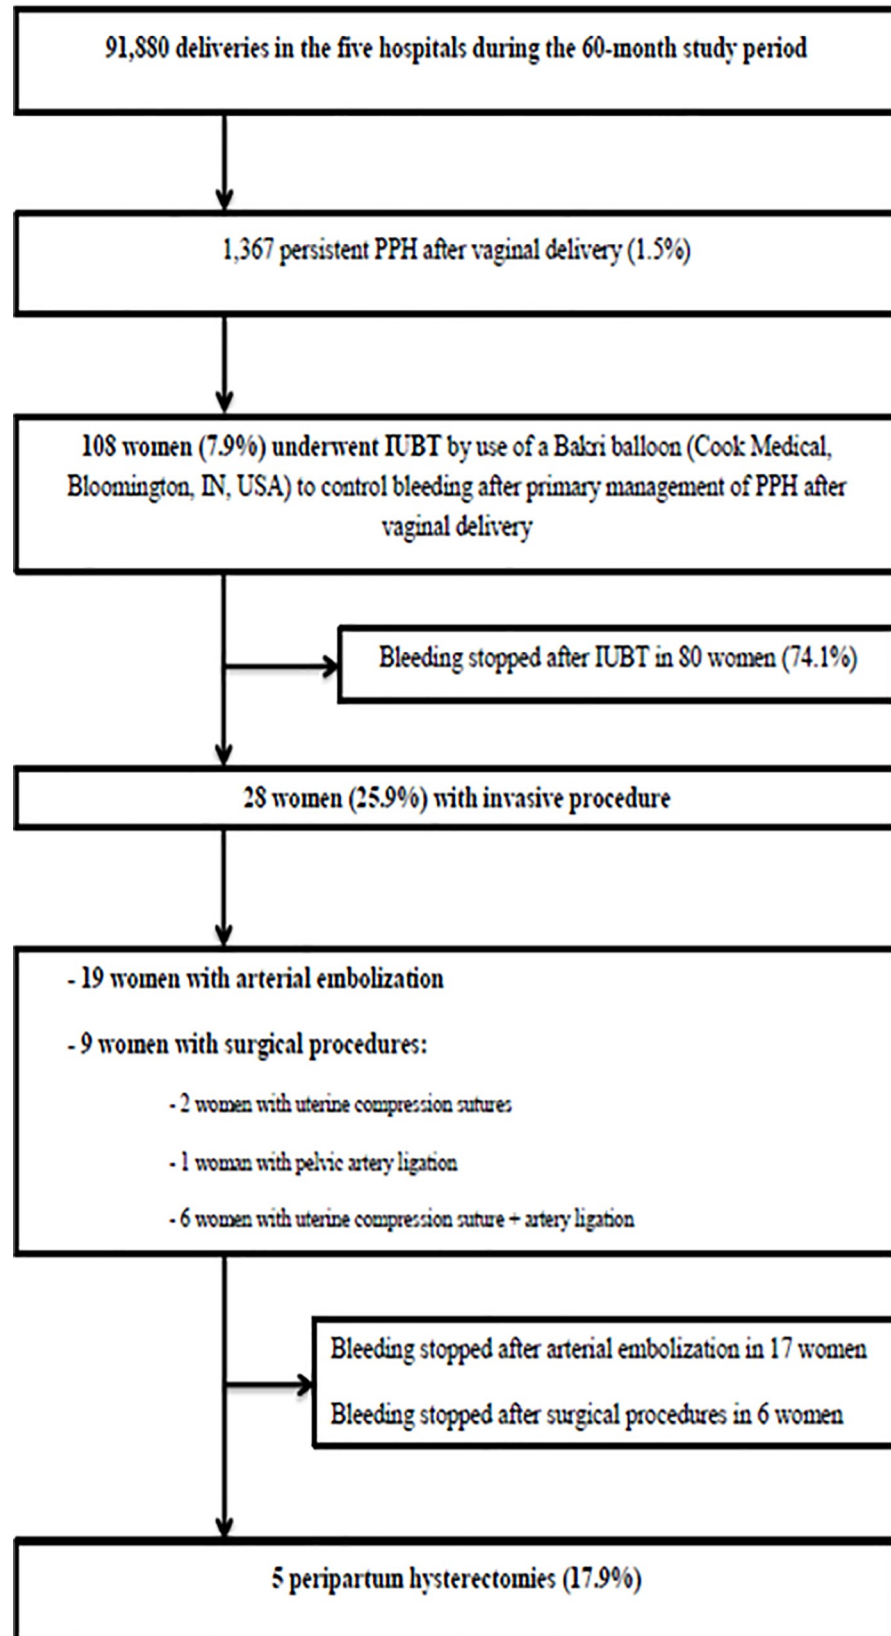 91,880 deliveries in the five hospitals during the 60-month study period
1,367 persistent PPH after vaginal delivery (1.5%)
108 women (7.9%) underwent IUBT by use of a Bakri balloon (Cook Medical,
Bloomington, IN, USA) to control bleeding after primary management of PPH after
vaginal delivery
Bleeding stopped after IUBT in 80 women (74.1%)
28 women (25.9%) with invasive procedure
- 19 women with arterial embolization
- 9 women with surgical procedures:
- 2 women with uterine compression sutures
- 1 woman with pelvic artery ligation
- 6 women with uterine compression suture + artery ligation
Bleeding stopped after arterial embolization in 17 women
Bleeding stopped after surgical procedures in 6 women
5 peripartum hysterectomies (17.9%)